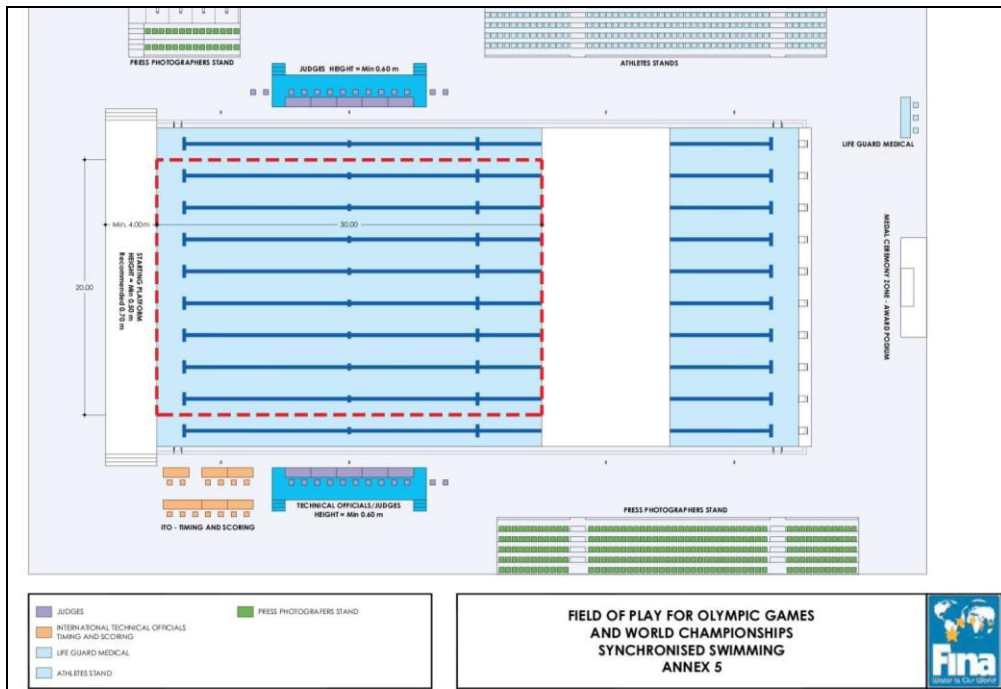 PRESS PHOTOGRAPHERS STAND
JUDGES HEIGHT = Min 0.60 m
ATHLETES STANDS
LIFE GUARD MEDICAL
Min. 4.00m
30.00
20.00
STARTING PLATFORM
HEIGHT = Min 0.50 m
Recommended 0.70 m
MEDAL CEREMONY ZONE - AWARD PODIUM
ITO - TIMING AND SCORING
TECHNICAL OFFICIALS/JUDGES
HEIGHT = Min 0.60 m
PRESS PHOTOGRAPHERS STAND
JUDGES
INTERNATIONAL TECHNICAL OFFICIALS
TIMING AND SCORING
LIFE GUARD MEDICAL
ATHLETES STAND
PRESS PHOTOGRAFERS STAND
FIELD OF PLAY FOR OLYMPIC GAMES
AND WORLD CHAMPIONSHIPS
SYNCHRONISED SWIMMING
ANNEX 5
Fina
Water is Our World